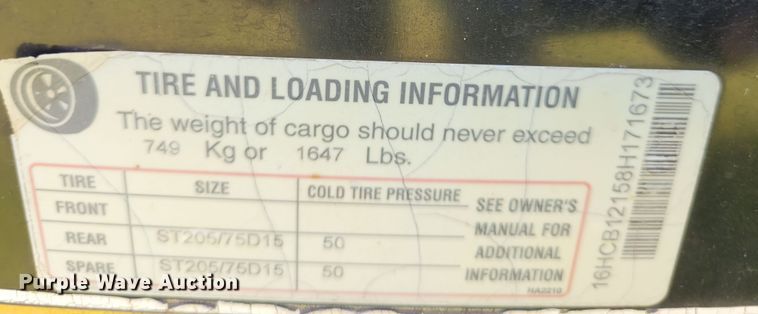 TIRE AND LOADING INFORMATION
The weight of cargo should never exceed
749 Kg or 1647 Lbs.
TIRE SIZE COLD TIRE PRESSURE SEE OWNER'S
FRONT MANUAL FOR
REAR ST205/75D15 50 ADDITIONAL
SPARE ST205/75D15 50 INFORMATION
HA2210
16HCB12158H171673
Purple Wave Auction